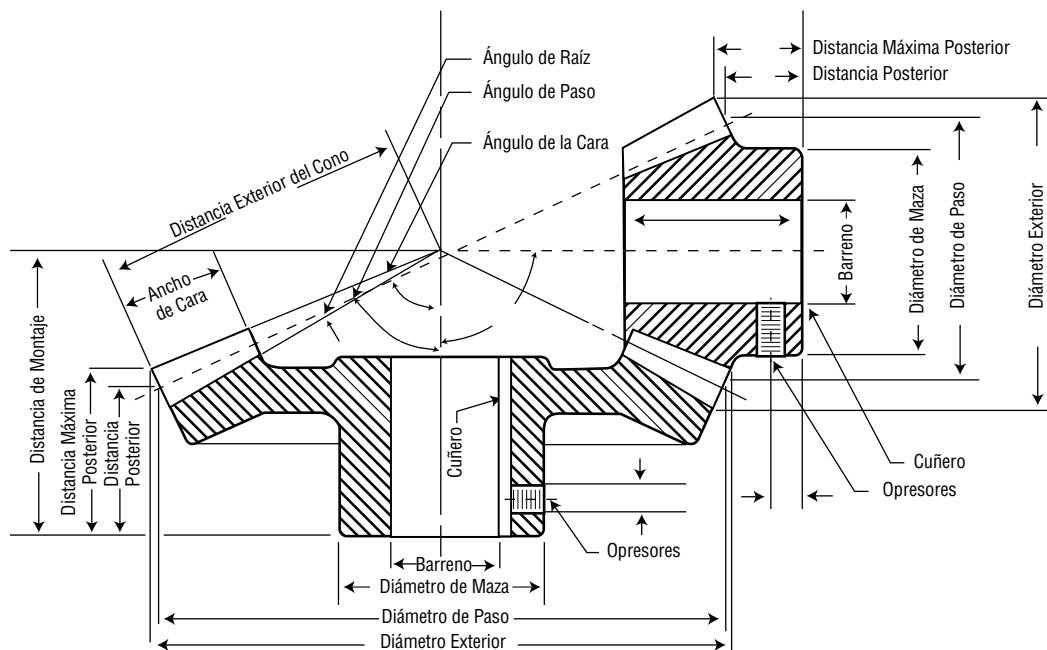 Ángulo de Raíz
Ángulo de Paso
Ángulo de la Cara
Distancia Máxima Posterior
Distancia Posterior
Distancia Exterior del Cono
Ancho
de Cara
Distancia de Montaje
Distancia Máxima
Posterior
Distancia
Posterior
Cuñero
Barreno
Diámetro de Maza
Diámetro de Paso
Diámetro Exterior
Opresores
Barreno
Diámetro de Maza
Diámetro de Paso
Diámetro Exterior
Cuñero
Opresores